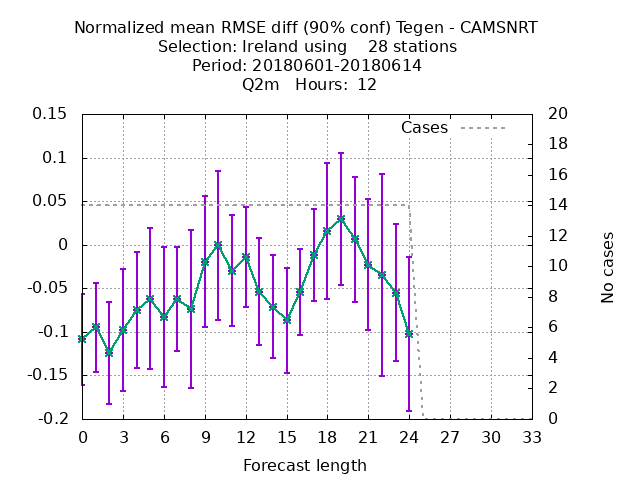 Normalized mean RMSE diff (90% conf) Tegen - CAMSNRT
Selection: Ireland using    28 stations
Period: 20180601-20180614
Q2m   Hours:  12
Cases
0.15
0.1
0.05
0
-0.05
-0.1
-0.15
-0.2
20
18
16
14
12
10
8
6
4
2
0
No cases
0 3 6 9 12 15 18 21 24 27 30 33
Forecast length